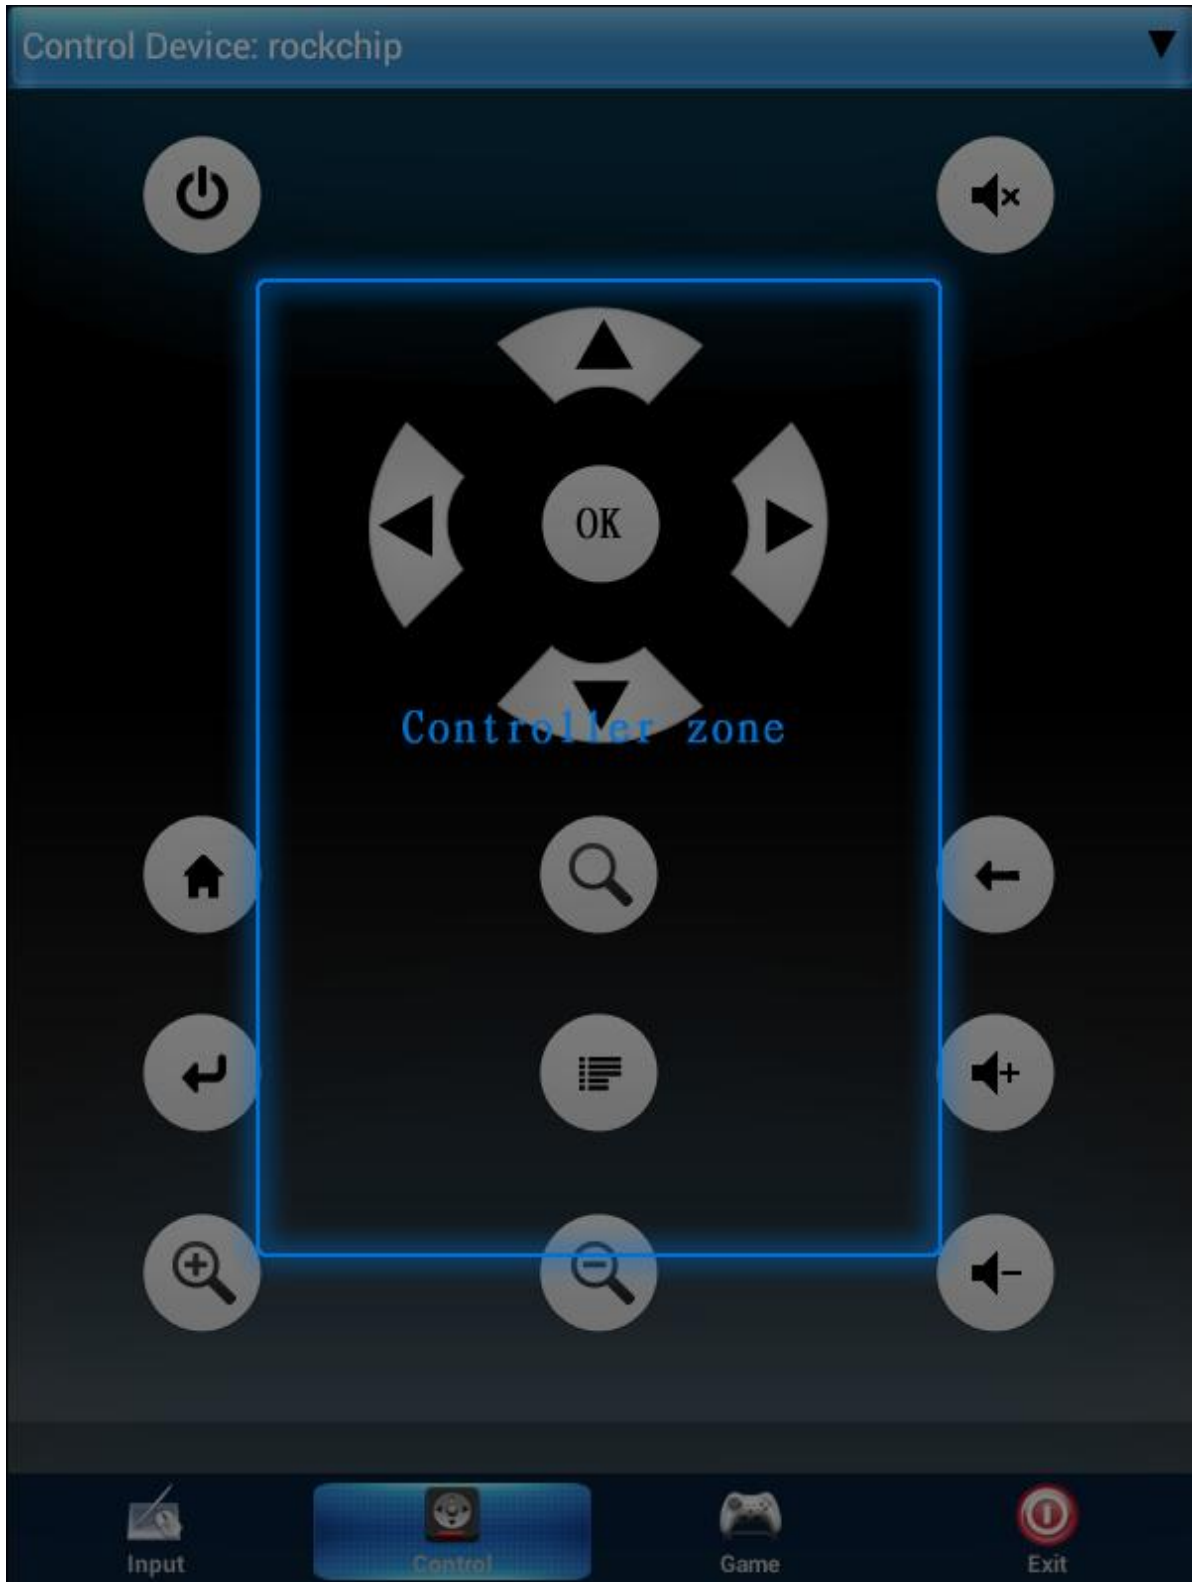 Control Device: rockchip
OK
Controller zone
Input
Control
Game
Exit